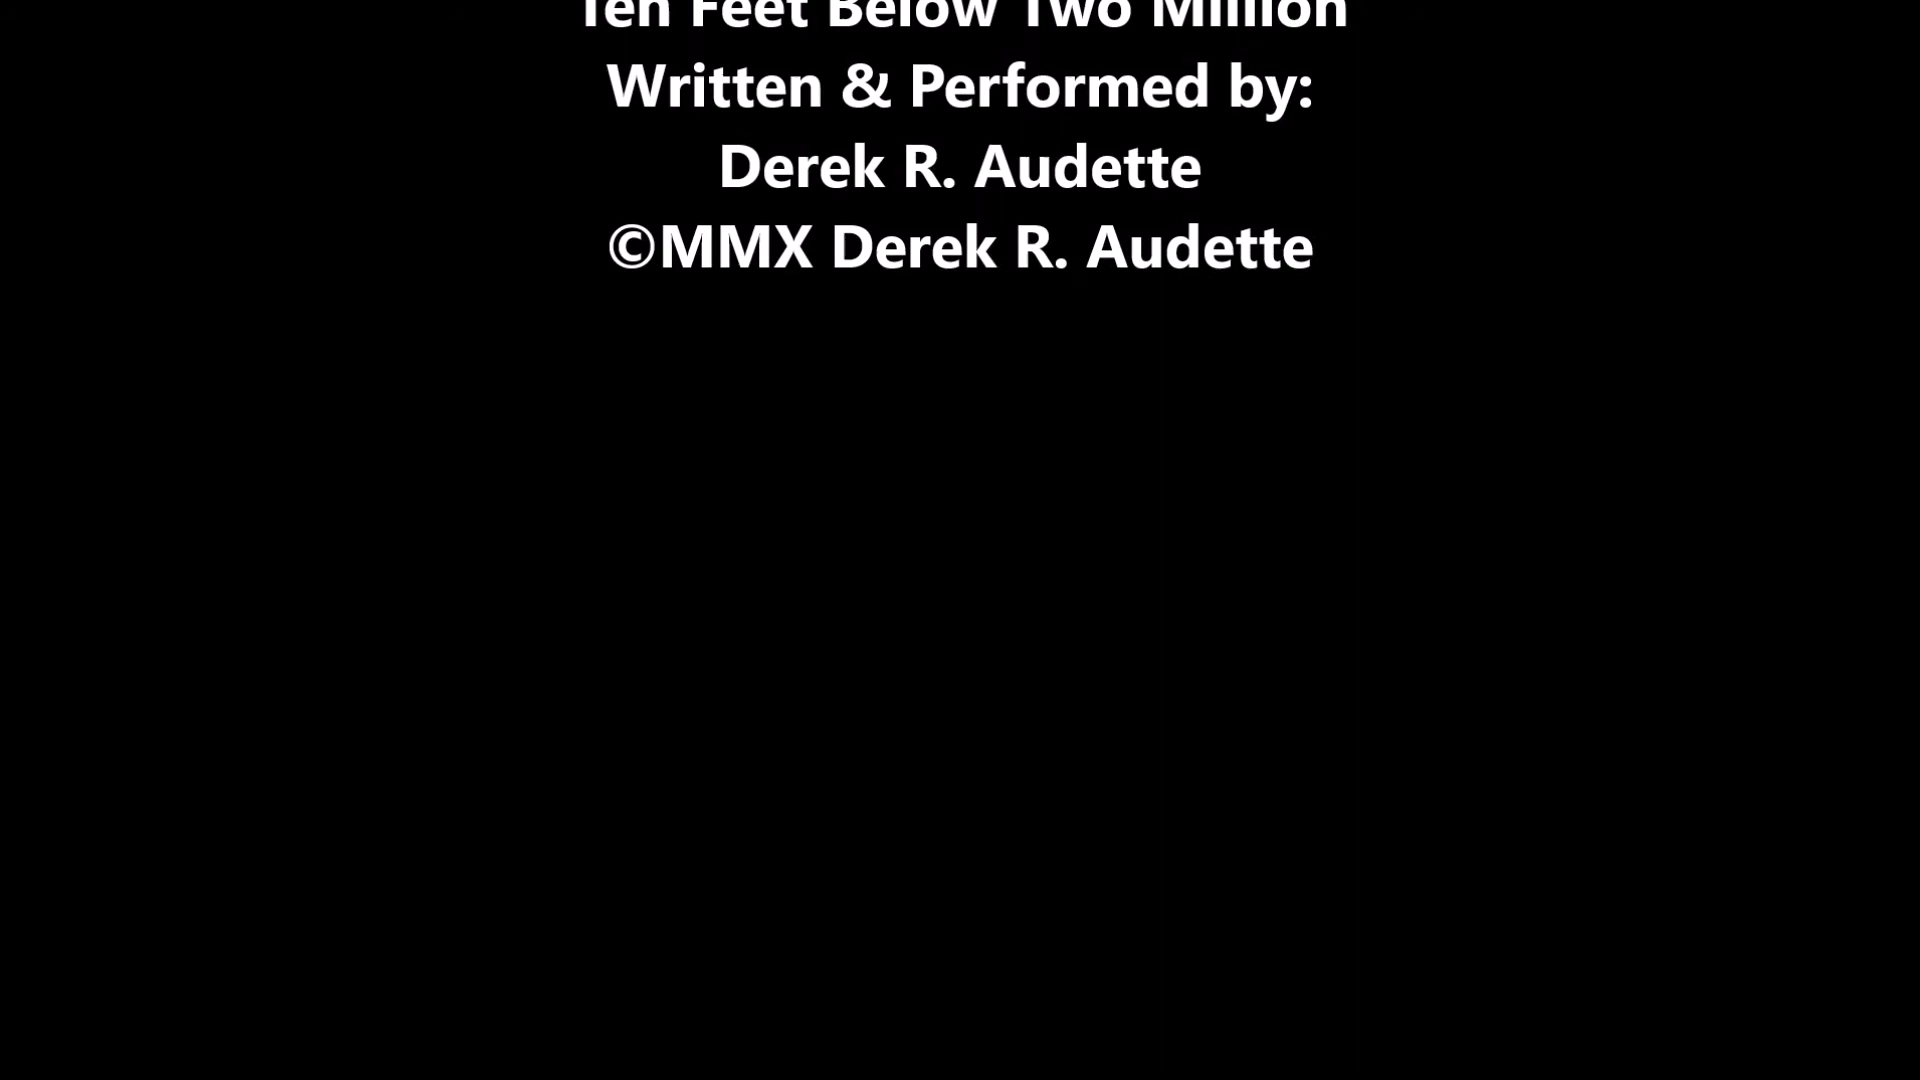 Ten Feet Below Two Million
Written & Performed by:
Derek R. Audette
©MMX Derek R. Audette